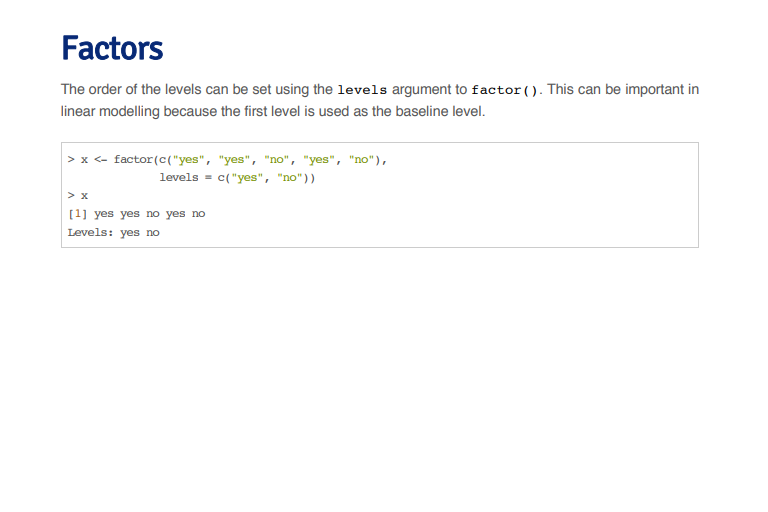 Factors
The order of the levels can be set using the levels argument to factor(). This can be important in
linear modelling because the first level is used as the baseline level.
> x <- factor(c("yes", "yes", "no", "yes", "no"),
              levels = c("yes", "no"))
> x
[1] yes yes no yes no
Levels: yes no